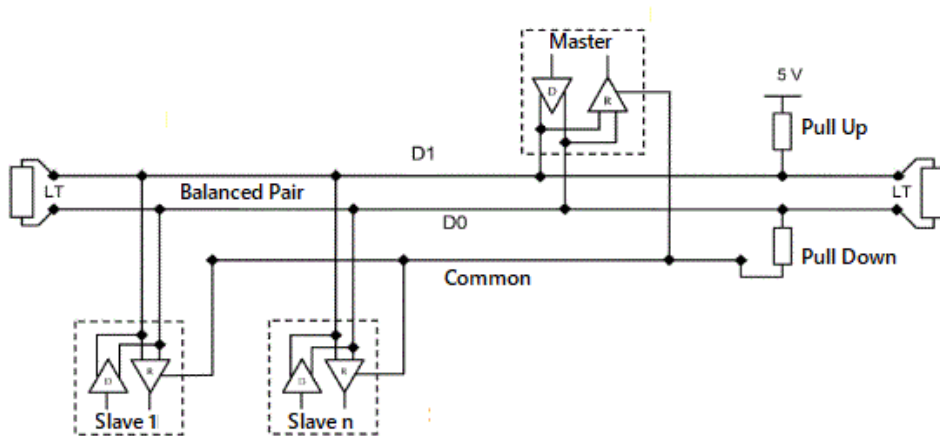 Master
D
R
5 V
Pull Up
D1
LT
Balanced Pair
LT
D0
Common
Pull Down
D
R
D
R
Slave 1
Slave n